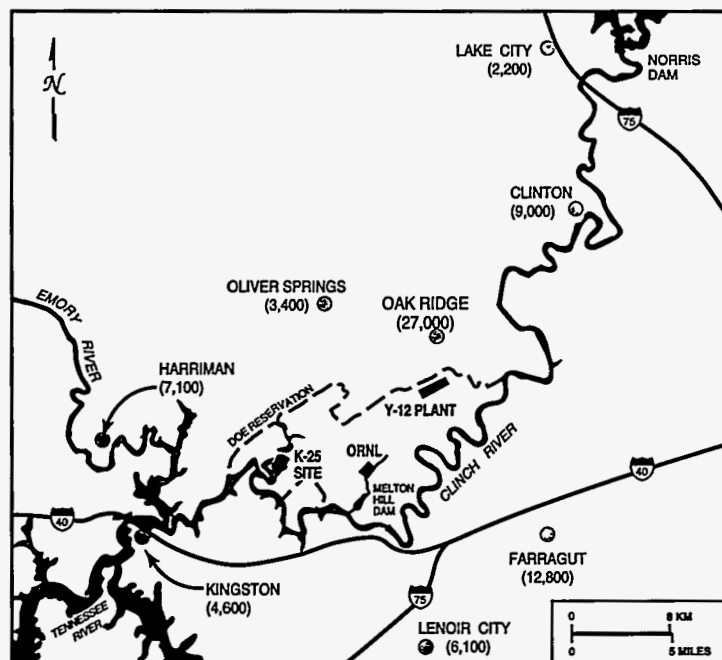 N
LAKE CITY
(2,200)
NORRIS
DAM
75
CLINTON
(9,000)
OLIVER SPRINGS
(3,400)
OAK RIDGE
(27,000)
EMORY
RIVER
HARRIMAN
(7,100)
DOE RESERVATION
Y-12 PLANT
K-25
SITE
ORNL
MELTON
HILL
DAM
CLINCH RIVER
40
40
KINGSTON
(4,600)
TENNESSEE
RIVER
FARRAGUT
(12,800)
75
LENOIR CITY
(6,100)
0 8 KM
0 5 MILES